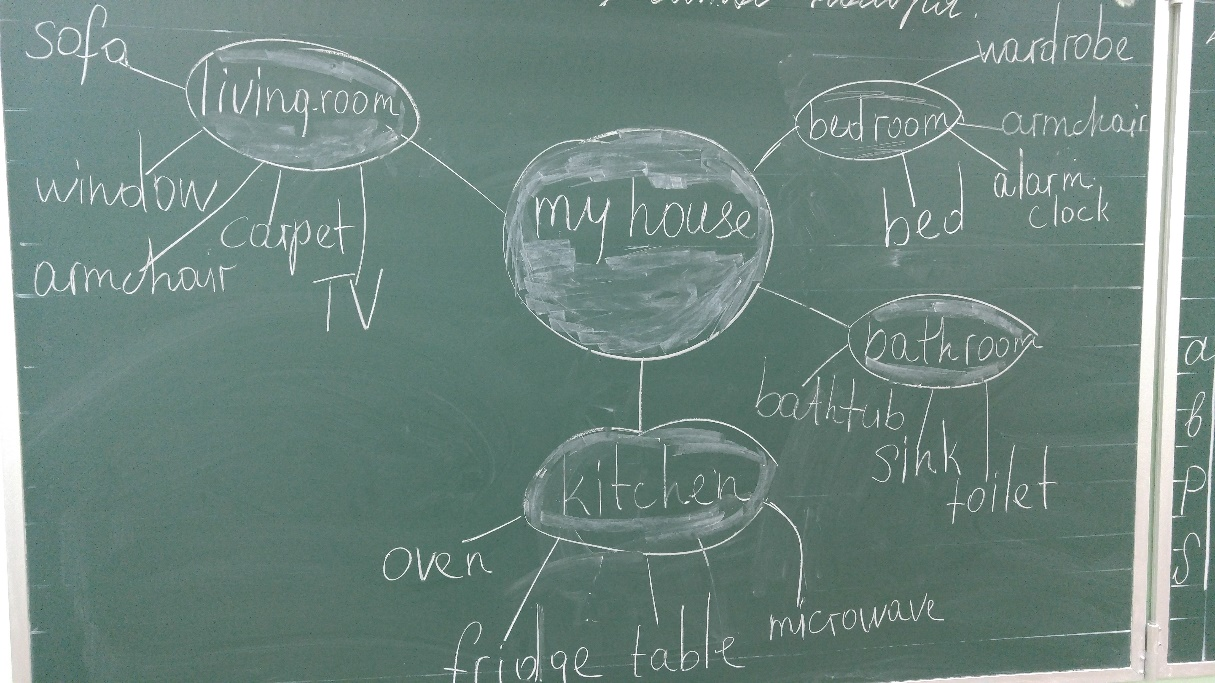 sofa
living-room
window
armchair
carpet
TV
my house
bedroom
wardrobe
armchair
alarm
clock
bed
bathroom
bathtub
sink
toilet
kitchen
oven
fridge
table
microwave
a
в
р